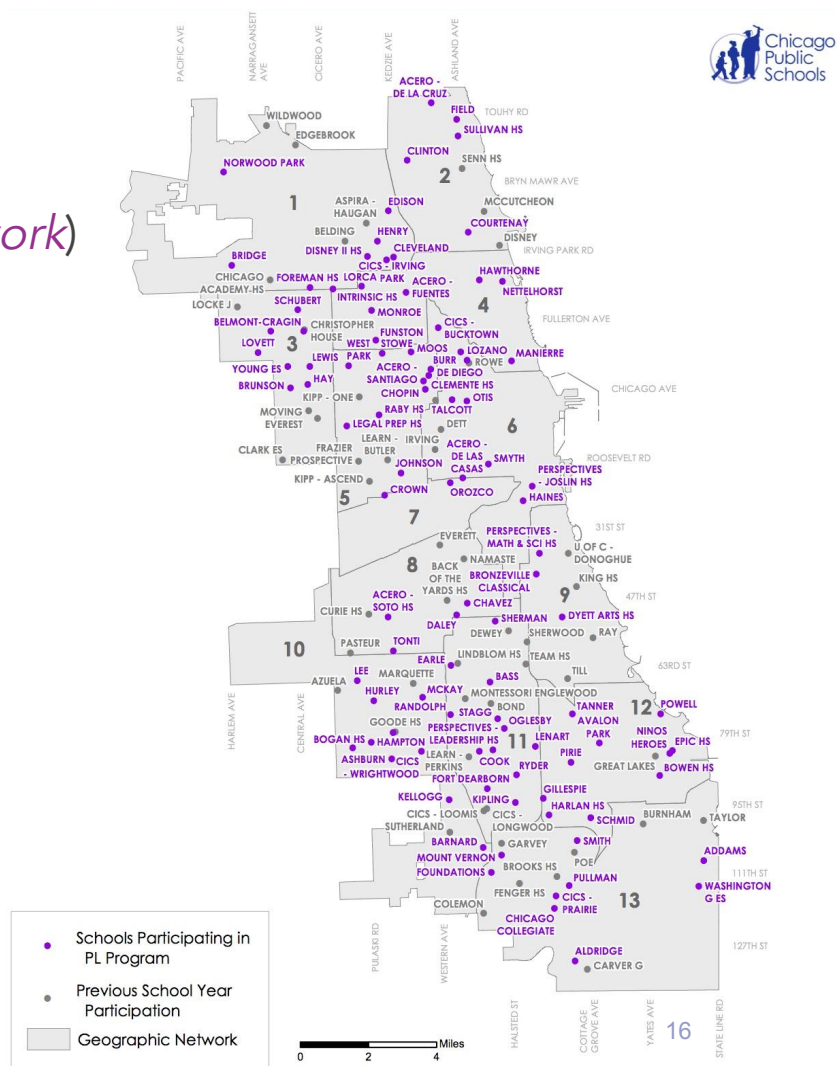 PACIFIC AVE
NARRAGANSETT
AVE
CICERO AVE
KEDZIE AVE
ASHLAND AVE
Chicago
Public
Schools
ork)
ACERO -
DE LA CRUZ
TOUHY RD
FIELD
SULLIVAN HS
WILDWOOD
EDGEBROOK
CLINTON
SENN HS
2
NORWOOD PARK
BRYN MAWR AVE
1
ASPIRA -
HAUGAN
EDISON
MCCUTCHEON
BELDING
HENRY
COURTENAY
DISNEY II HS
CLEVELAND
DISNEY
IRVING PARK RD
BRIDGE
CICS - IRVING
PARK
CHICAGO
ACADEMY HS
FOREMAN HS
LORCA
ACERO -
FUENTES
HAWTHORNE
NETTELHORST
4
INTRINSIC HS
LOCKE J
SCHUBERT
MONROE
FULLERTON AVE
BELMONT-CRAGIN
CHRISTOPHER
HOUSE
CICS -
BUCKTOWN
3
FUNSTON
WEST
PARK
STOWE
MOOS
LOZANO
MANIERRE
LOVETT
BURR
ROWE
YOUNG ES
LEWIS
ACERO -
SANTIAGO
DE DIEGO
CLEMENTE HS
BRUNSON
HAY
CHOPIN
CHICAGO AVE
KIPP - ONE
OTIS
TALCOTT
MOVING
EVEREST
RABY HS
LEGAL PREP HS
DETT
6
CLARK ES
FRAZIER
PROSPECTIVE
LEARN -
BUTLER
IRVING
ACERO -
DE LAS
CASAS
SMYTH
ROOSEVELT RD
JOHNSON
PERSPECTIVES
- JOSLIN HS
KIPP - ASCEND
5
CROWN
OROZCO
HAINES
7
31ST ST
EVERETT
PERSPECTIVES -
MATH & SCI HS
U OF C -
DONOGHUE
8
NAMASTE
BACK
OF THE
YARDS HS
BRONZEVILLE
CLASSICAL
KING HS
9
47TH ST
ACERO -
SOTO HS
CHAVEZ
CURIE HS
DALEY
SHERMAN
DYETT ARTS HS
DEWEY
SHERWOOD
RAY
10
PASTEUR
TONTI
EARLE
LINDBLOM HS
TEAM HS
63RD ST
LEE
MARQUETTE
BASS
TILL
AZUELA
HURLEY
MCKAY
MONTESSORI ENGLEWOOD
RANDOLPH
BOND
TANNER
12
POWELL
HARLEM AVE
CENTRAL AVE
STAGG
OGLESBY
AVALON
PARK
79TH ST
GOODE HS
PERSPECTIVES -
LEADERSHIP HS
11
LENART
NINOS
HEROES
EPIC HS
BOGAN HS
HAMPTON
LEARN -
PERKINS
COOK
PIRIE
GREAT LAKES
ASHBURN
CICS
- WRIGHTWOOD
RYDER
BOWEN HS
FORT DEARBORN
KELLOGG
KIPLING
GILLESPIE
95TH ST
CICS - LOOMIS
CICS -
LONGWOOD
HARLAN HS
SCHMID
BURNHAM
TAYLOR
SUTHERLAND
BARNARD
GARVEY
SMITH
POE
ADDAMS
MOUNT VERNON
BROOKS HS
111TH ST
FOUNDATIONS
PULLMAN
WASHINGTON
G ES
FENGER HS
CICS -
PRAIRIE
13
COLEMON
CHICAGO
COLLEGIATE
127TH ST
ALDRIDGE
CARVER G
Schools Participating in
PL Program
Previous School Year
Participation
Geographic Network
PULASKI RD
WESTERN AVE
HALSTED ST
COTTAGE
GROVE AVE
YATES AVE
STATE LINE RD
16
Miles
0 2 4